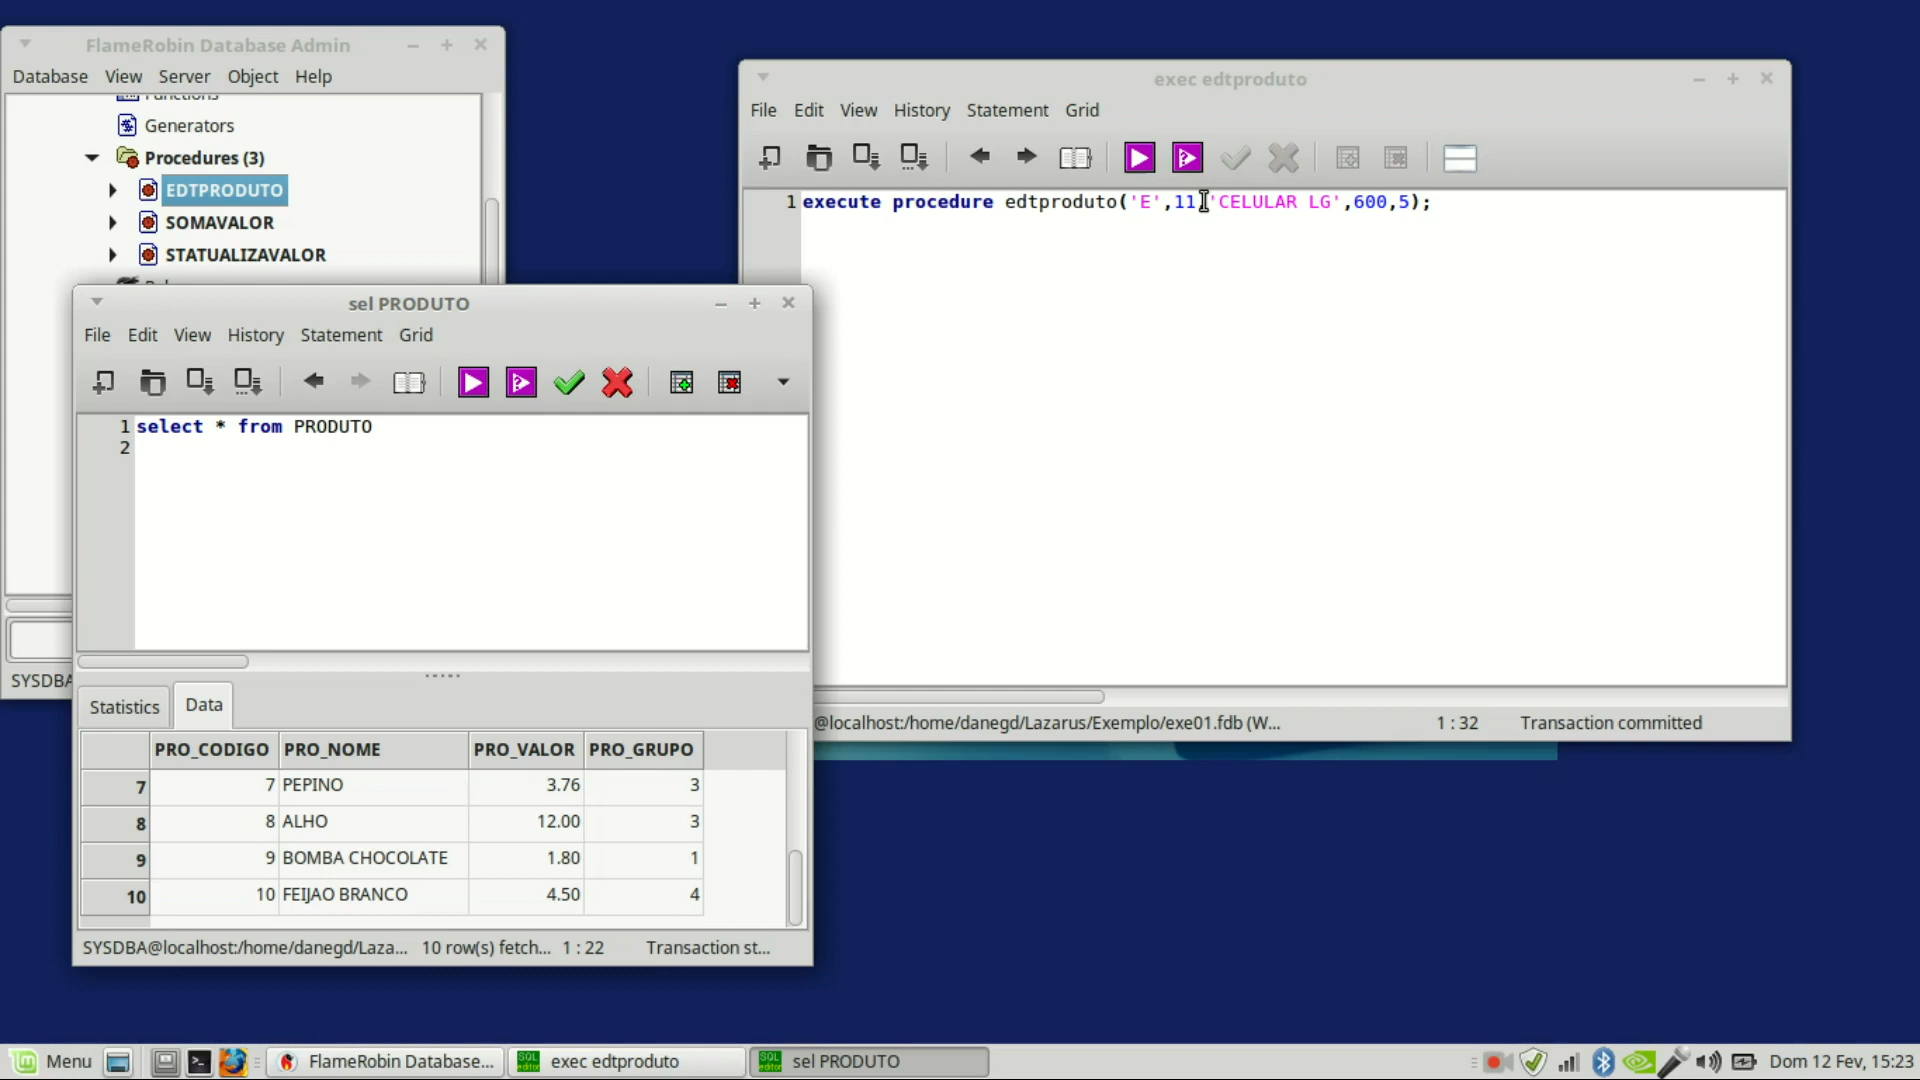 FlameRobin Database Admin
Database View Server Object Help
Functions
Generators
Procedures (3)
EDTPRODUTO
SOMAVALOR
STATUALIZAVALOR
SYSDBA
exec edtproduto
File Edit View History Statement Grid
1 execute procedure edtproduto('E',11,'CELULAR LG',600,5);
@localhost:/home/danegd/Lazarus/Exemplo/exe01.fdb (W... 1 : 32 Transaction committed
sel PRODUTO
File Edit View History Statement Grid
1 select * from PRODUTO
2
Statistics Data
PRO_CODIGO PRO_NOME PRO_VALOR PRO_GRUPO
7 7 PEPINO 3.76 3
8 8 ALHO 12.00 3
9 9 BOMBA CHOCOLATE 1.80 1
10 10 FEIJAO BRANCO 4.50 4
SYSDBA@localhost:/home/danegd/Laza... 10 row(s) fetch... 1 : 22 Transaction st...
Menu FlameRobin Database... SQL editor exec edtproduto SQL editor sel PRODUTO Dom 12 Fev, 15:23